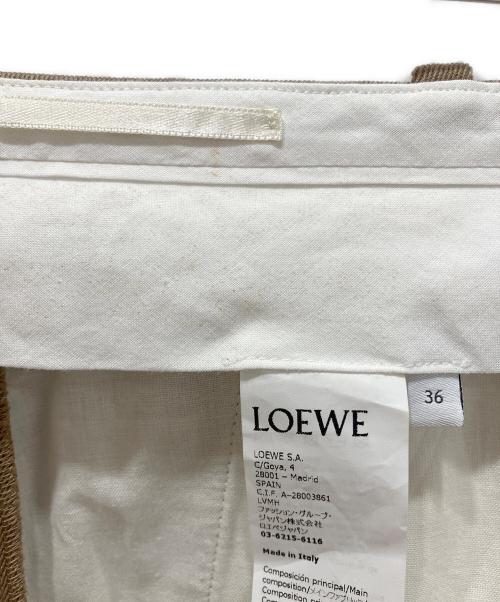 36
LOEWE
LOEWE S.A.
C/Goya, 4
28001 - Madrid
SPAIN
C.I.F. A-28003861
LVMH
ファッション・グループ・
ジャパン株式会社
ロエベジャパン
03-6215-6116
Made in Italy
Composición principal/Main
composition/メインファブリック